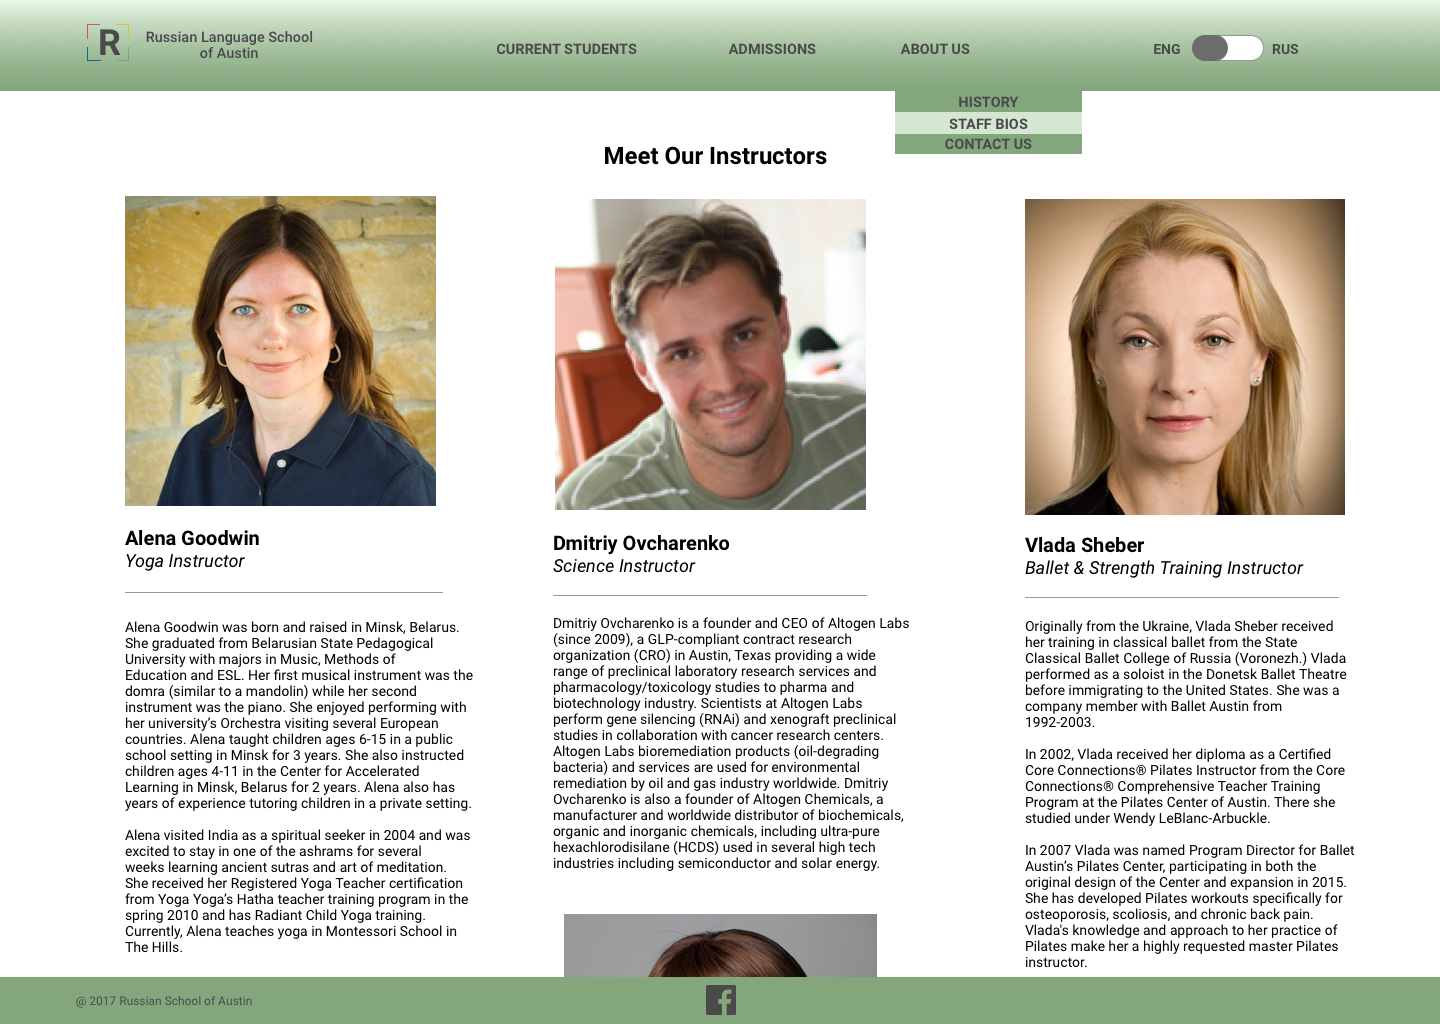 R
Russian Language School
of Austin
CURRENT STUDENTS
ADMISSIONS
ABOUT US
ENG
RUS
HISTORY
STAFF BIOS
CONTACT US
Meet Our Instructors
Alena Goodwin
Yoga Instructor
Alena Goodwin was born and raised in Minsk, Belarus.
She graduated from Belarusian State Pedagogical
University with majors in Music, Methods of
Education and ESL. Her first musical instrument was the
domra (similar to a mandolin) while her second
instrument was the piano. She enjoyed performing with
her university’s Orchestra visiting several European
countries. Alena taught children ages 6-15 in a public
school setting in Minsk for 3 years. She also instructed
children ages 4-11 in the Center for Accelerated
Learning in Minsk, Belarus for 2 years. Alena also has
years of experience tutoring children in a private setting.
Alena visited India as a spiritual seeker in 2004 and was
excited to stay in one of the ashrams for several
weeks learning ancient sutras and art of meditation.
She received her Registered Yoga Teacher certification
from Yoga Yoga’s Hatha teacher training program in the
spring 2010 and has Radiant Child Yoga training.
Currently, Alena teaches yoga in Montessori School in
The Hills.
Dmitriy Ovcharenko
Science Instructor
Dmitriy Ovcharenko is a founder and CEO of Altogen Labs
(since 2009), a GLP-compliant contract research
organization (CRO) in Austin, Texas providing a wide
range of preclinical laboratory research services and
pharmacology/toxicology studies to pharma and
biotechnology industry. Scientists at Altogen Labs
perform gene silencing (RNAi) and xenograft preclinical
studies in collaboration with cancer research centers.
Altogen Labs bioremediation products (oil-degrading
bacteria) and services are used for environmental
remediation by oil and gas industry worldwide. Dmitriy
Ovcharenko is also a founder of Altogen Chemicals, a
manufacturer and worldwide distributor of biochemicals,
organic and inorganic chemicals, including ultra-pure
hexachlorodisilane (HCDS) used in several high tech
industries including semiconductor and solar energy.
Vlada Sheber
Ballet & Strength Training Instructor
Originally from the Ukraine, Vlada Sheber received
her training in classical ballet from the State
Classical Ballet College of Russia (Voronezh.) Vlada
performed as a soloist in the Donetsk Ballet Theatre
before immigrating to the United States. She was a
company member with Ballet Austin from
1992-2003.
In 2002, Vlada received her diploma as a Certified
Core Connections® Pilates Instructor from the Core
Connections® Comprehensive Teacher Training
Program at the Pilates Center of Austin. There she
studied under Wendy LeBlanc-Arbuckle.
In 2007 Vlada was named Program Director for Ballet
Austin’s Pilates Center, participating in both the
original design of the Center and expansion in 2015.
She has developed Pilates workouts specifically for
osteoporosis, scoliosis, and chronic back pain.
Vlada's knowledge and approach to her practice of
Pilates make her a highly requested master Pilates
instructor.
@ 2017 Russian School of Austin